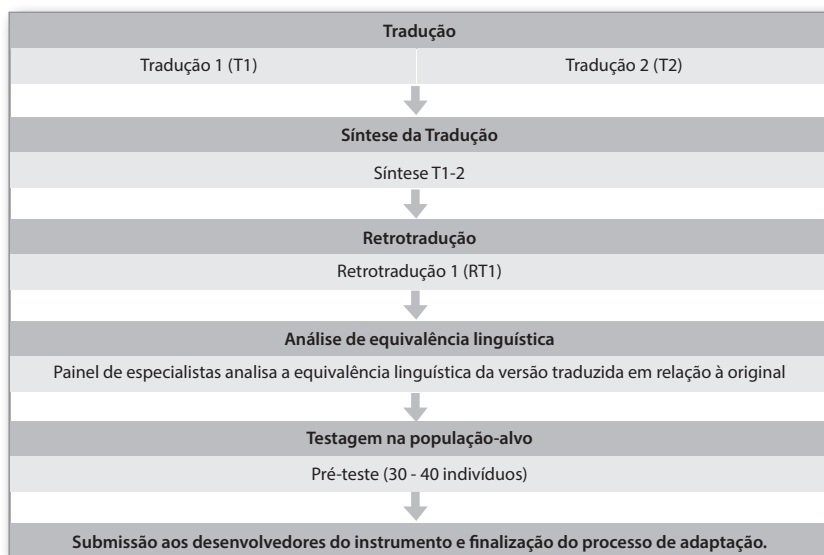 Tradução
Tradução 1 (T1) Tradução 2 (T2)
Síntese da Tradução
Síntese T1-2
Retrotradução
Retrotradução 1 (RT1)
Análise de equivalência linguística
Painel de especialistas analisa a equivalência linguística da versão traduzida em relação à original
Testagem na população-alvo
Pré-teste (30 - 40 indivíduos)
Submissão aos desenvolvedores do instrumento e finalização do processo de adaptação.